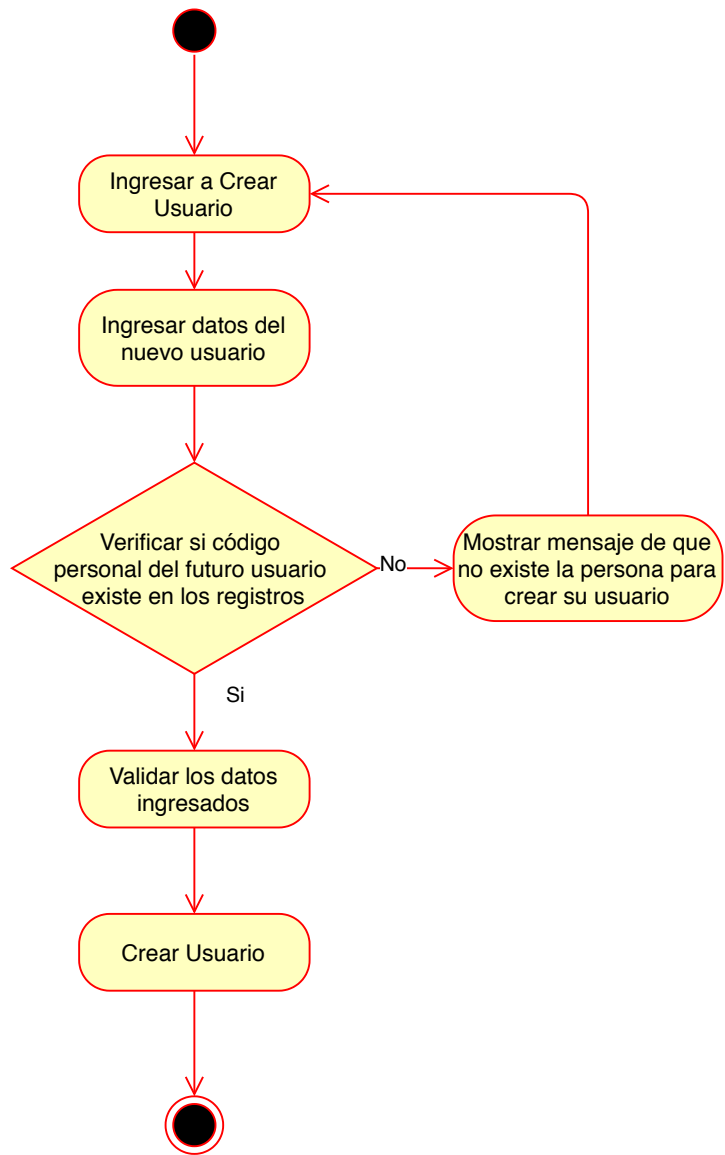 Ingresar a Crear
Usuario
Ingresar datos del
nuevo usuario
Verificar si código
personal del futuro usuario
existe en los registros
No
Mostrar mensaje de que
no existe la persona para
crear su usuario
Si
Validar los datos
ingresados
Crear Usuario